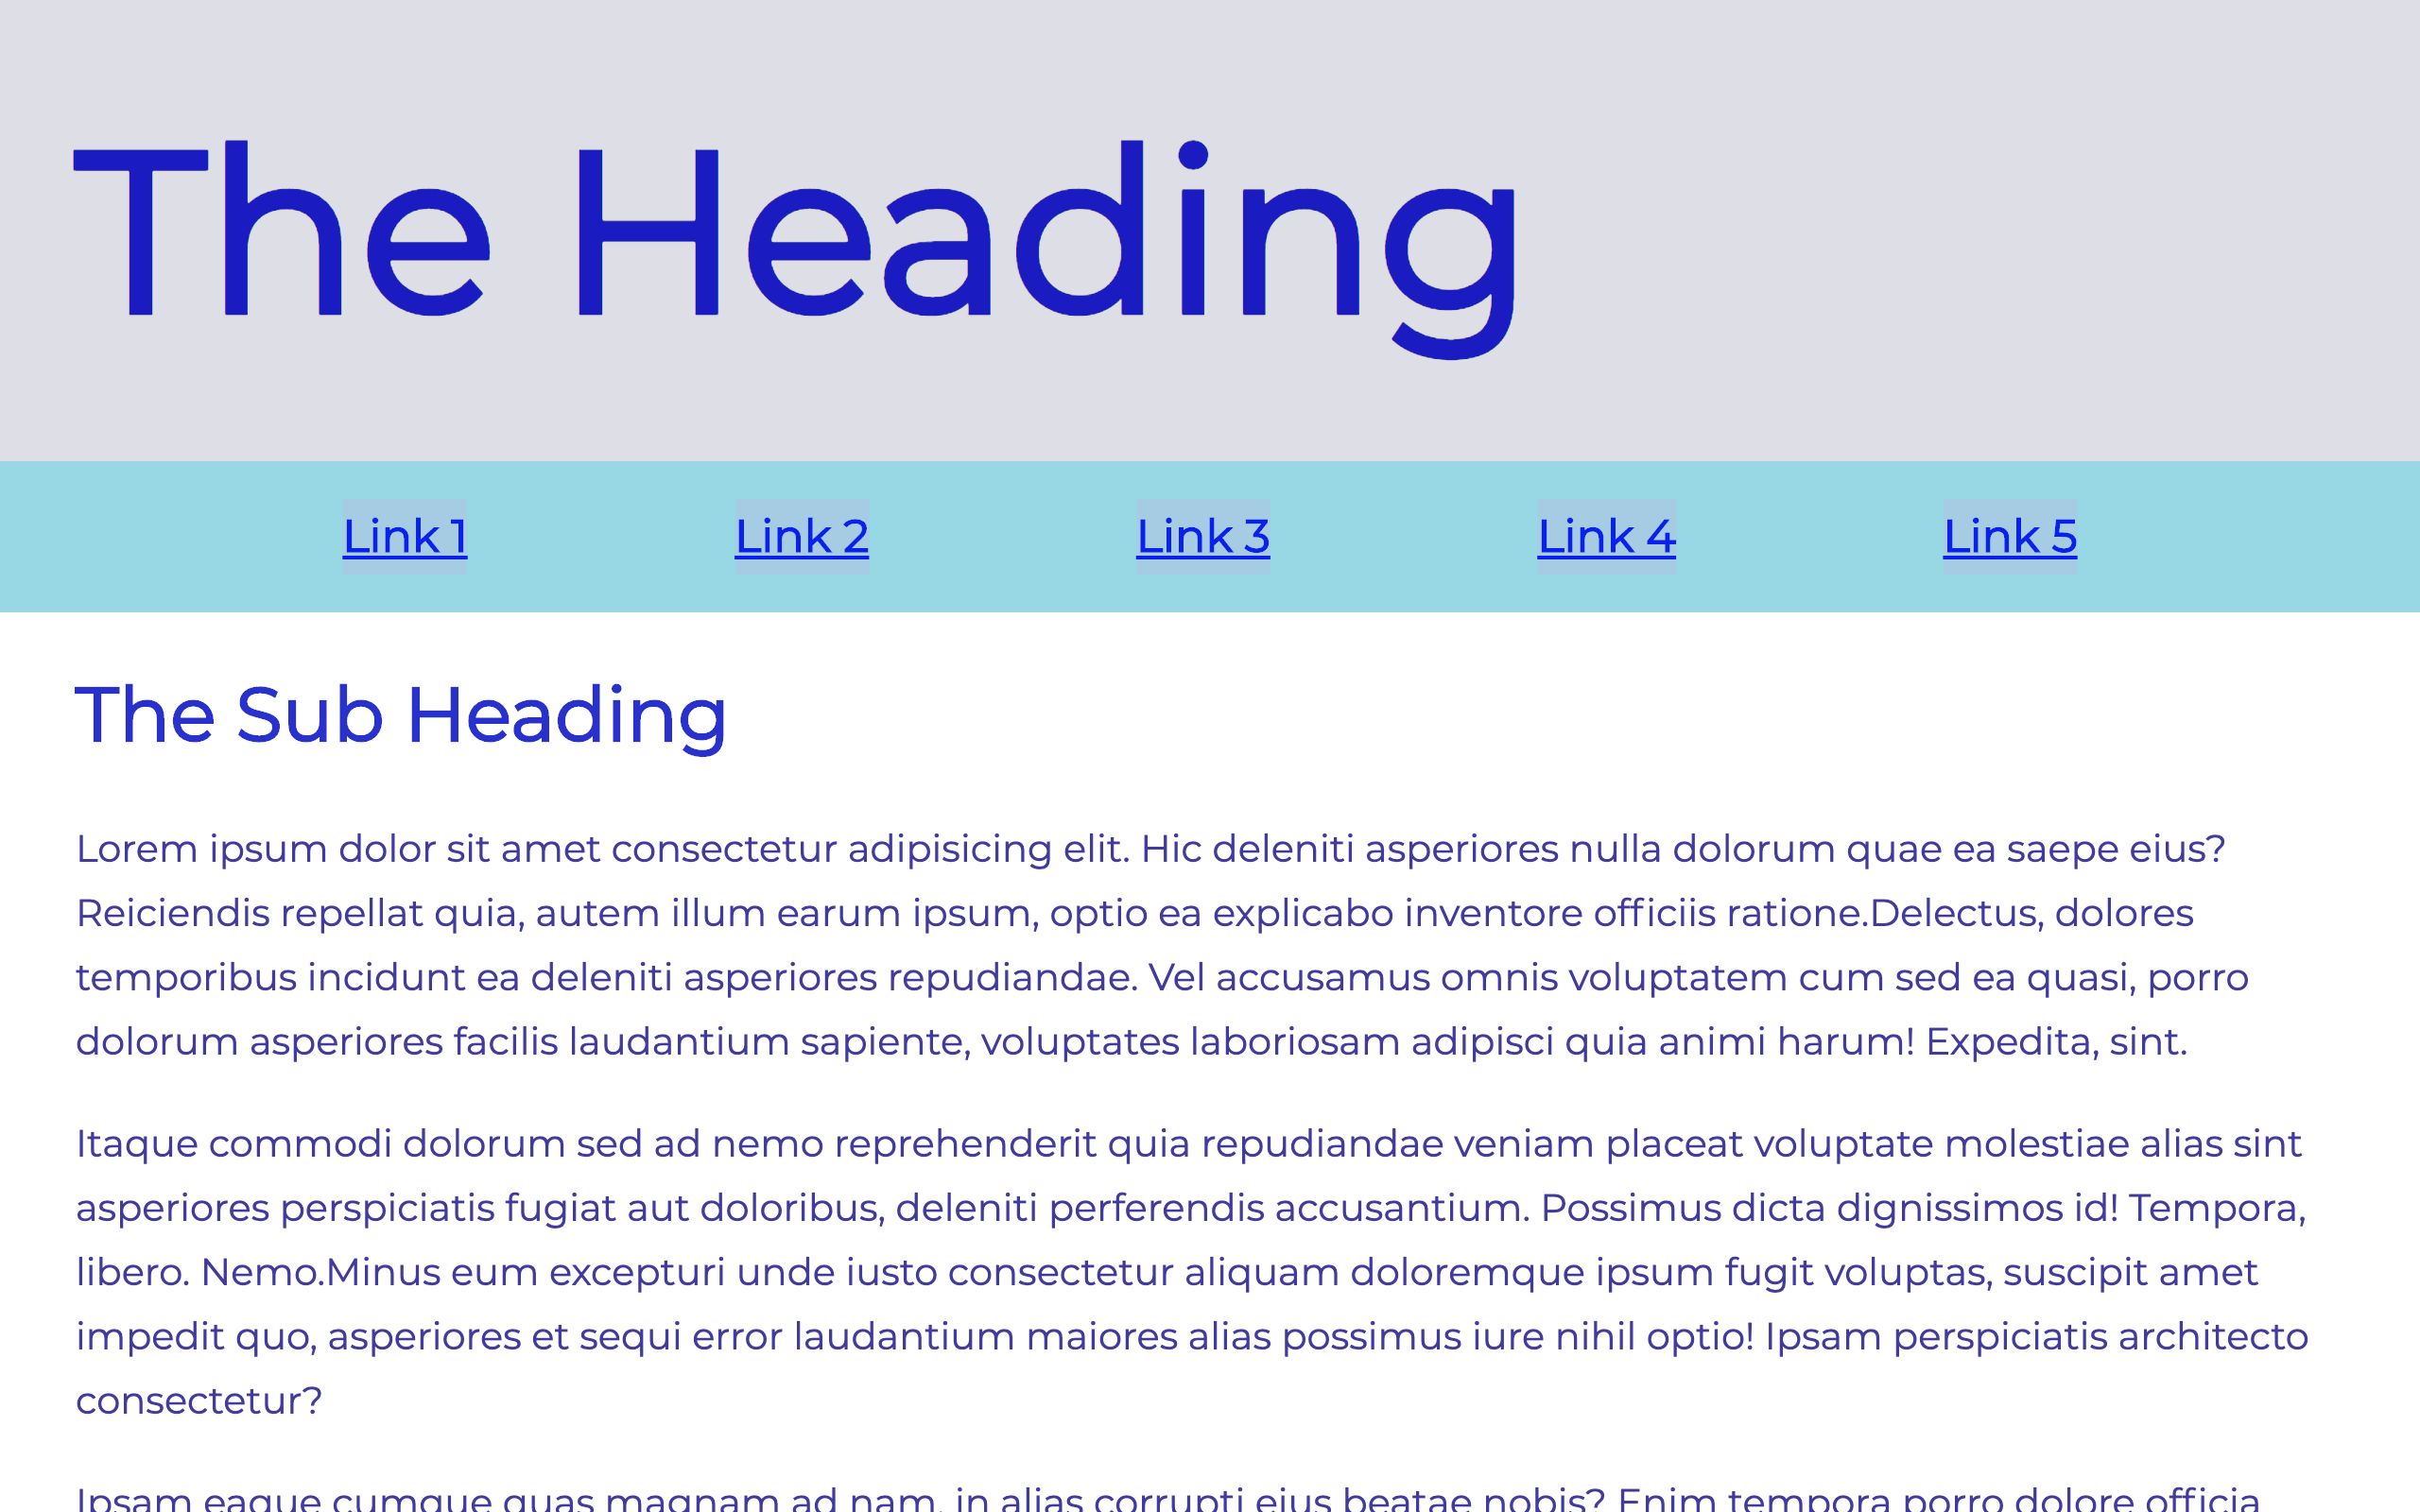 The Heading
Link 1 Link 2 Link 3 Link 4 Link 5
The Sub Heading
Lorem ipsum dolor sit amet consectetur adipisicing elit. Hic deleniti asperiores nulla dolorum quae ea saepe eius?
Reiciendis repellat quia, autem illum earum ipsum, optio ea explicabo inventore officiis ratione.Delectus, dolores
temporibus incidunt ea deleniti asperiores repudiandae. Vel accusamus omnis voluptatem cum sed ea quasi, porro
dolorum asperiores facilis laudantium sapiente, voluptates laboriosam adipisci quia animi harum! Expedita, sint.
Itaque commodi dolorum sed ad nemo reprehenderit quia repudiandae veniam placeat voluptate molestiae alias sint
asperiores perspiciatis fugiat aut doloribus, deleniti perferendis accusantium. Possimus dicta dignissimos id! Tempora,
libero. Nemo.Minus eum excepturi unde iusto consectetur aliquam doloremque ipsum fugit voluptas, suscipit amet
impedit quo, asperiores et sequi error laudantium maiores alias possimus iure nihil optio! Ipsam perspiciatis architecto
consectetur?
Ipsam eaque cumque quas magnam ad nam, in alias corrupti eius beatae nobis? Enim tempora porro dolore officia